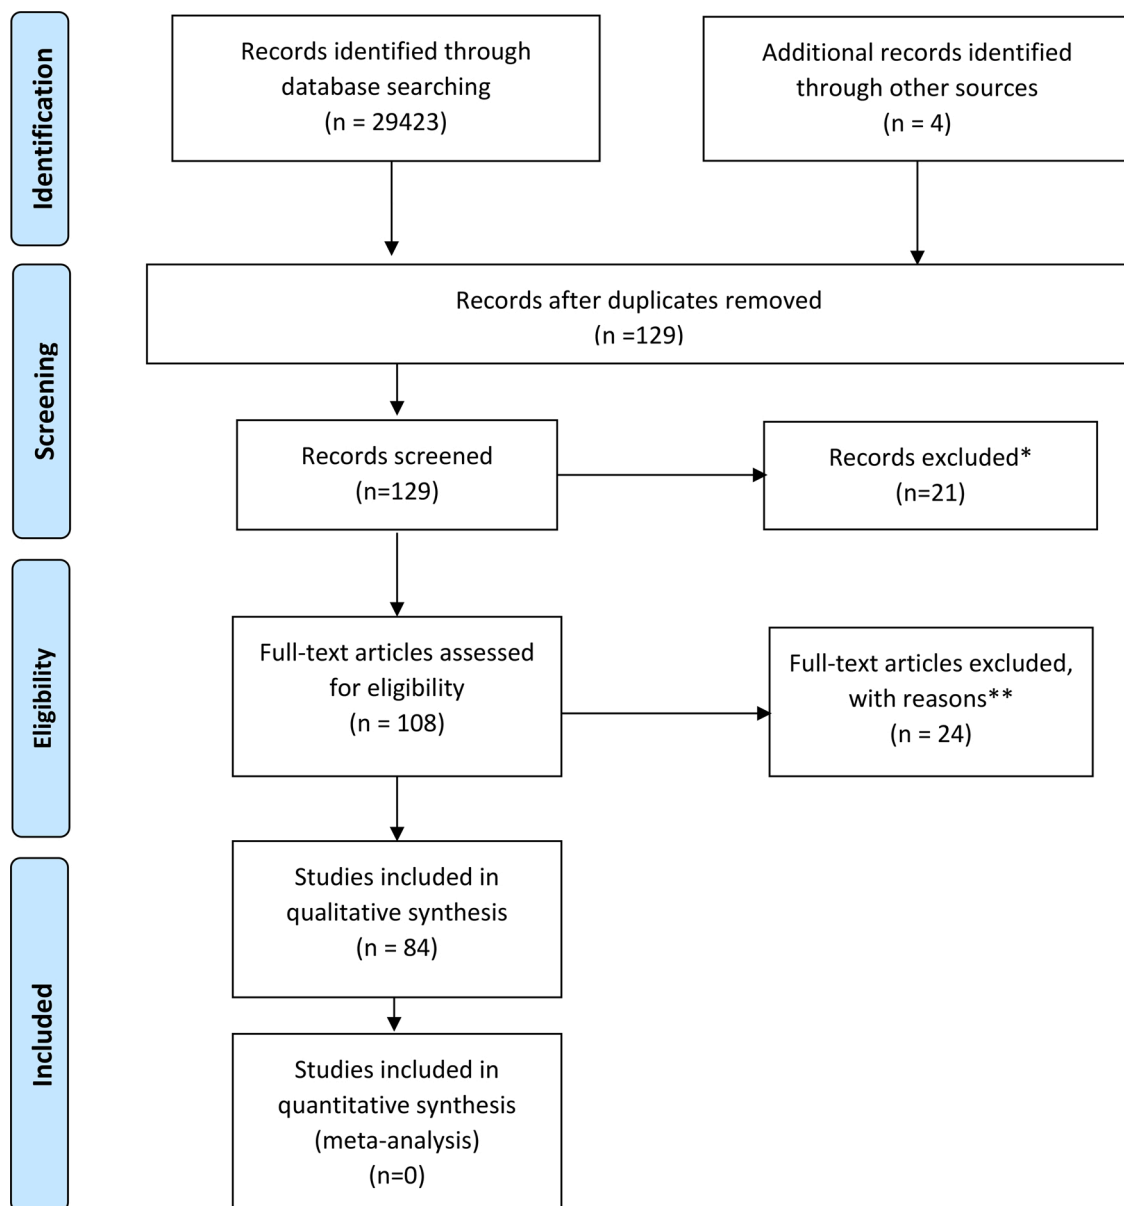 Identification
Records identified through
database searching
(n = 29423)
Additional records identified
through other sources
(n = 4)
Screening
Records after duplicates removed
(n =129)
Records screened
(n=129)
Records excluded*
(n=21)
Eligibility
Full-text articles assessed
for eligibility
(n = 108)
Full-text articles excluded,
with reasons**
(n = 24)
Included
Studies included in
qualitative synthesis
(n = 84)
Studies included in
quantitative synthesis
(meta-analysis)
(n=0)